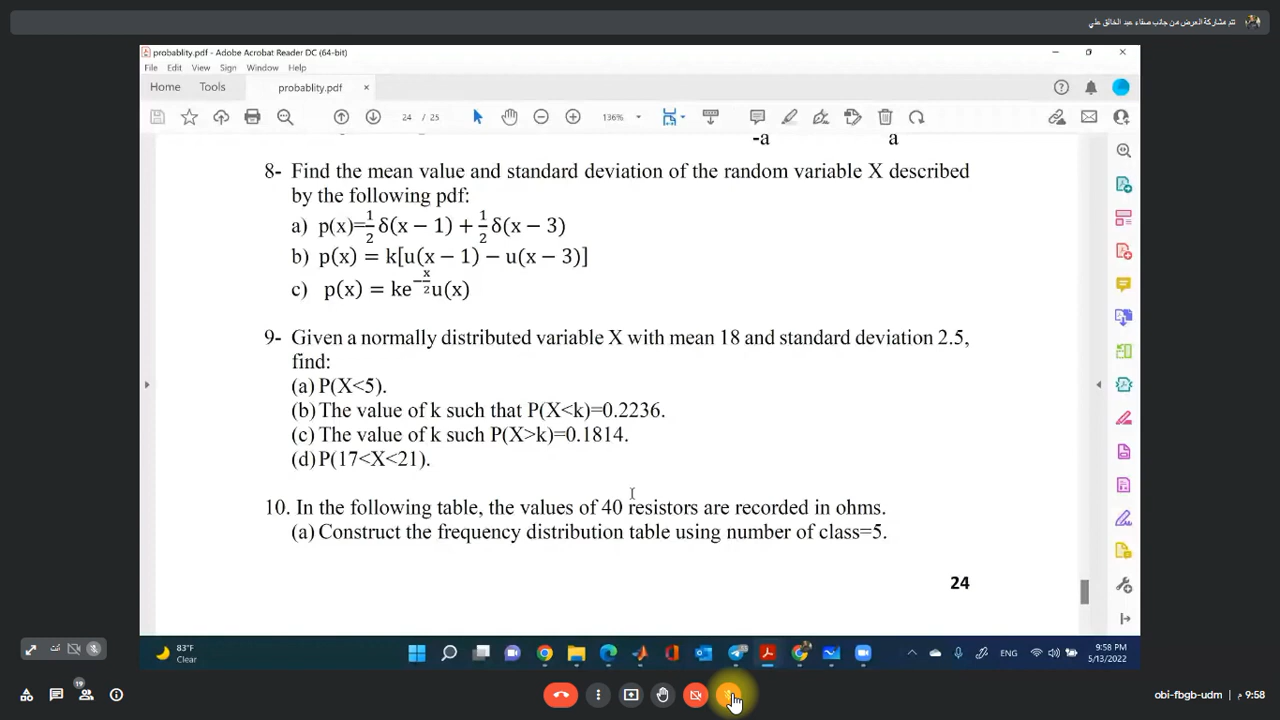 تتم مشاركة العرض من جانب صفاء عبد الخالق علي
probablity.pdf - Adobe Acrobat Reader DC (64-bit)
File Edit View Sign Window Help
Home Tools probablity.pdf ×
24 / 25 136%
-a a
8- Find the mean value and standard deviation of the random variable X described
by the following pdf:
a) p(x)=1/2 δ(x − 1) + 1/2 δ(x − 3)
b) p(x) = k[u(x − 1) − u(x − 3)]
c) p(x) = ke^(−x/2) u(x)
9- Given a normally distributed variable X with mean 18 and standard deviation 2.5,
find:
(a) P(X<5).
(b) The value of k such that P(X<k)=0.2236.
(c) The value of k such P(X>k)=0.1814.
(d) P(17<X<21).
10. In the following table, the values of 40 resistors are recorded in ohms.
(a) Construct the frequency distribution table using number of class=5.
24
أنت
83°F
Clear
ENG
9:58 PM
5/13/2022
19
obi-fbgb-udm | 9:58 م